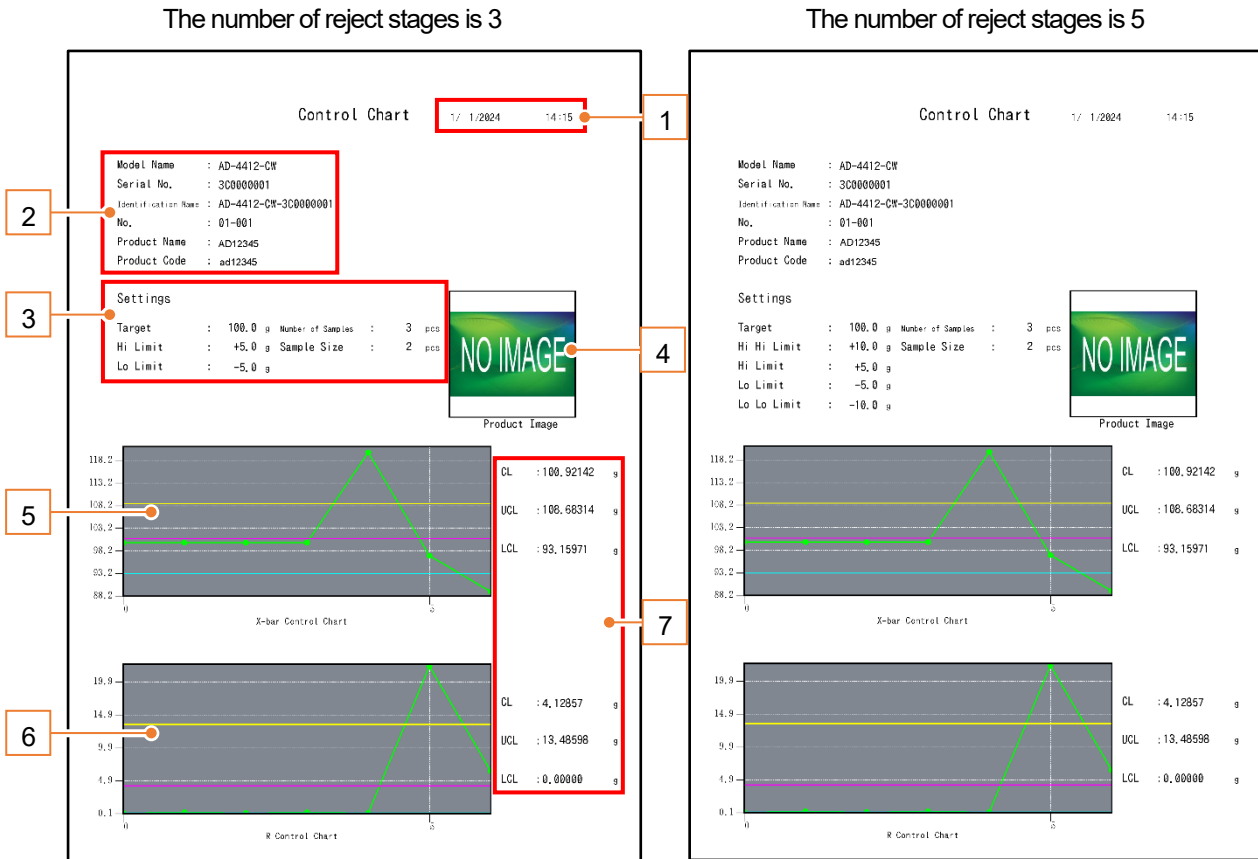 The number of reject stages is 3
Control Chart 1/ 1/2024 14:15
1
Model Name : AD-4412-CW
Serial No. : 3C0000001
Identification Name : AD-4412-CW-3C0000001
No. : 01-001
Product Name : AD12345
Product Code : ad12345
2
Settings
Target : 100.0 g Number of Samples : 3 pcs
Hi Limit : +5.0 g Sample Size : 2 pcs
Lo Limit : -5.0 g
3
NO IMAGE
Product Image
4
118.2
113.2
108.2
103.2
98.2
93.2
88.2
0 5
X-bar Control Chart
5
CL :100.92142 g
UCL :108.68314 g
LCL :93.15971 g
7
19.9
14.9
9.9
4.9
0.1
0 5
R Control Chart
6
CL :4.12857 g
UCL :13.48598 g
LCL :0.00000 g
The number of reject stages is 5
Control Chart 1/ 1/2024 14:15
Model Name : AD-4412-CW
Serial No. : 3C0000001
Identification Name : AD-4412-CW-3C0000001
No. : 01-001
Product Name : AD12345
Product Code : ad12345
Settings
Target : 100.0 g Number of Samples : 3 pcs
Hi Hi Limit : +10.0 g Sample Size : 2 pcs
Hi Limit : +5.0 g
Lo Limit : -5.0 g
Lo Lo Limit : -10.0 g
NO IMAGE
Product Image
118.2
113.2
108.2
103.2
98.2
93.2
88.2
0 5
X-bar Control Chart
CL :100.92142 g
UCL :108.68314 g
LCL :93.15971 g
19.9
14.9
9.9
4.9
0.1
0 5
R Control Chart
CL :4.12857 g
UCL :13.48598 g
LCL :0.00000 g